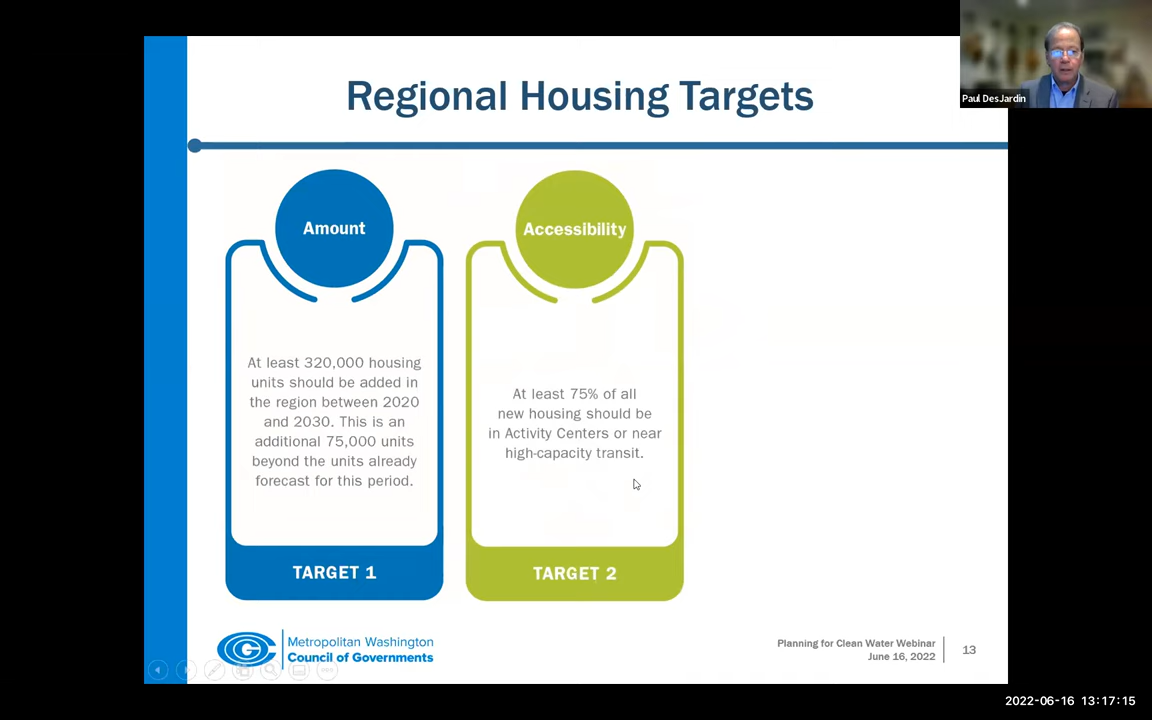 Paul DesJardin
Regional Housing Targets
Amount
At least 320,000 housing
units should be added in
the region between 2020
and 2030. This is an
additional 75,000 units
beyond the units already
forecast for this period.
TARGET 1
Accessibility
At least 75% of all
new housing should be
in Activity Centers or near
high-capacity transit.
TARGET 2
Metropolitan Washington
Council of Governments
Planning for Clean Water Webinar
June 16, 2022
13
2022-06-16 13:17:15